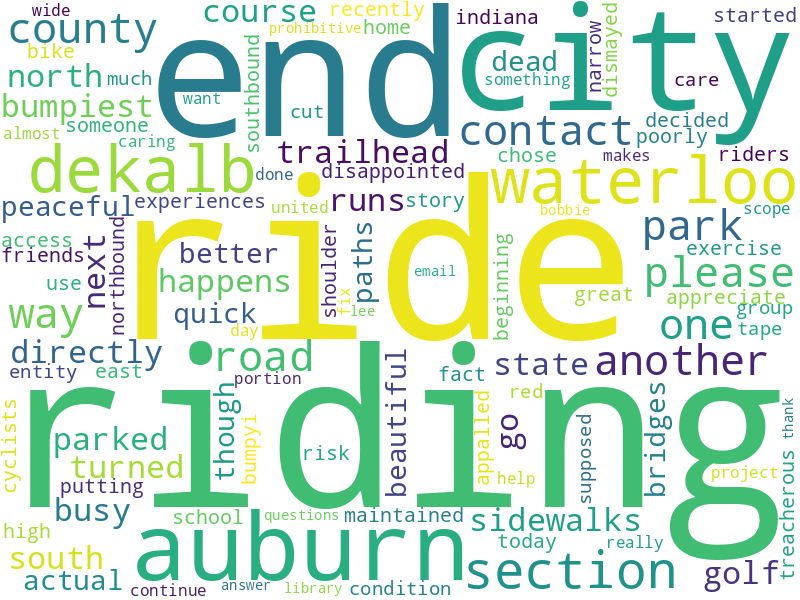 wide
course
recently
indiana
started
county
end
city
prohibitive
home
bike
southbound
narrow
dismayed
north
much
want
cut
dead
something
care
bumpiest
someone
contact
decided
poorly
almost
caring
trailhead
chose
makes
riders
dekalb
done
disappointed
waterloo
peaceful
experiences
united
runs
story
bobbie
park
scope
access
friends
next
northbound
ride
better
shoulder
paths
email
beginning
exercise
use
happens
fix
lee
great
please
appreciate
way
quick
day
one
group
tape
directly
road
state
another
entity
east
portion
fact
riding
though
beautiful
red
cyclists
parked
bumpyi
risk
appalled
go
supposed
bridges
thank
turned
putting
help
project
treacherous
busy
school
questions
maintained
sidewalks
high
auburn
today
really
south
section
golf
actual
continue
answer
library
condition